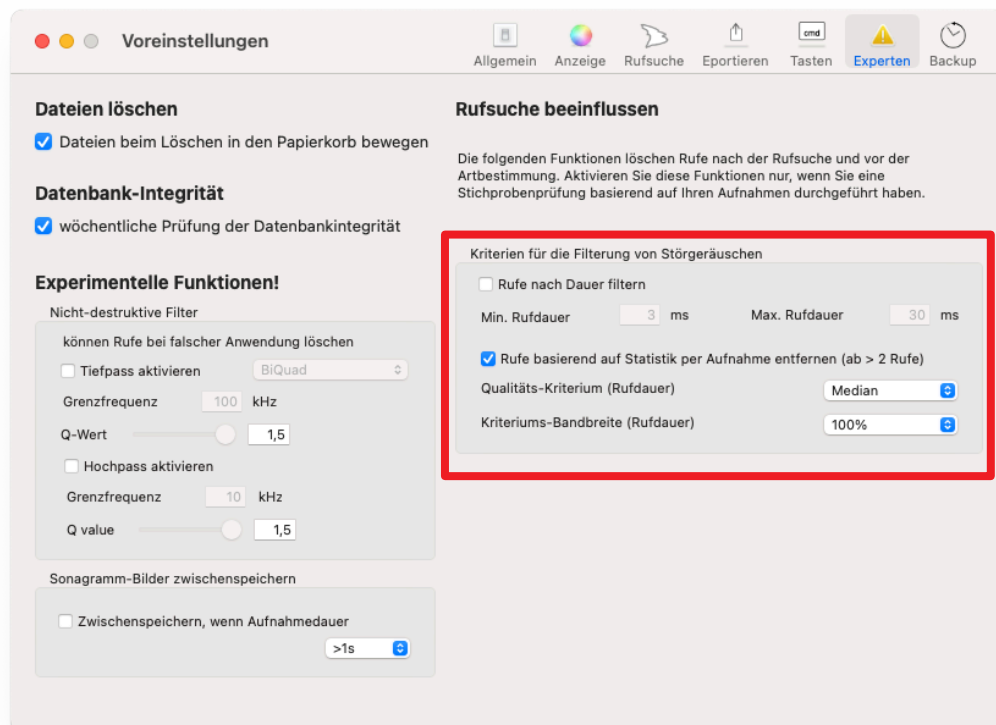 Voreinstellungen
Allgemein
Anzeige
Rufsuche
Eportieren
cmd
Tasten
Experten
Backup
Dateien löschen
Dateien beim Löschen in den Papierkorb bewegen
Datenbank-Integrität
wöchentliche Prüfung der Datenbankintegrität
Experimentelle Funktionen!
Nicht-destruktive Filter
können Rufe bei falscher Anwendung löschen
Tiefpass aktivieren BiQuad
Grenzfrequenz 100 kHz
Q-Wert 1,5
Hochpass aktivieren
Grenzfrequenz 10 kHz
Q value 1,5
Sonagramm-Bilder zwischenspeichern
Zwischenspeichern, wenn Aufnahmedauer
>1s
Rufsuche beeinflussen
Die folgenden Funktionen löschen Rufe nach der Rufsuche und vor der
Artbestimmung. Aktivieren Sie diese Funktionen nur, wenn Sie eine
Stichprobenprüfung basierend auf Ihren Aufnahmen durchgeführt haben.
Kriterien für die Filterung von Störgeräuschen
Rufe nach Dauer filtern
Min. Rufdauer 3 ms Max. Rufdauer 30 ms
Rufe basierend auf Statistik per Aufnahme entfernen (ab > 2 Rufe)
Qualitäts-Kriterium (Rufdauer) Median
Kriteriums-Bandbreite (Rufdauer) 100%